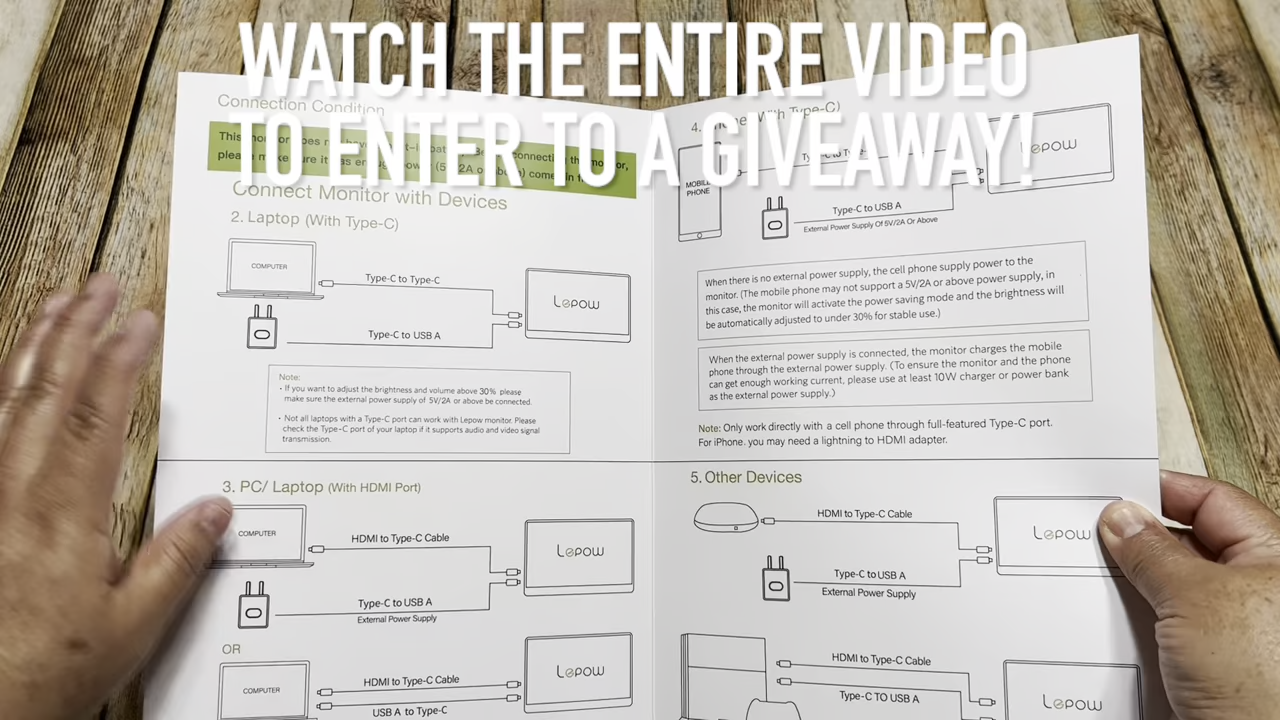 WATCH THE ENTIRE VIDEO
TO ENTER TO A GIVEAWAY!
Connection Condition
Connect Monitor with Devices
2. Laptop (With Type-C)
COMPUTER
Type-C to Type-C
Lepow
Type-C to USB A
Note:
• If you want to adjust the brightness and volume above 30% please
make sure the external power supply of 5V/2A or above be connected.
• Not all laptops with a Type-C port can work with Lepow monitor. Please
check the Type-C port of your laptop if it supports audio and video signal
transmission.
3. PC/ Laptop (With HDMI Port)
COMPUTER
HDMI to Type-C Cable
Lepow
Type-C to USB A
External Power Supply
OR
COMPUTER
HDMI to Type-C Cable
Lepow
USB A to Type-C
4. (With Type-C)
MOBILE
PHONE
Lepow
Type-C to USB A
External Power Supply Of 5V/2A Or Above
When there is no external power supply, the cell phone supply power to the
monitor. (The mobile phone may not support a 5V/2A or above power supply, in
this case, the monitor will activate the power saving mode and the brightness will
be automatically adjusted to under 30% for stable use.)
When the external power supply is connected, the monitor charges the mobile
phone through the external power supply. (To ensure the monitor and the phone
can get enough working current, please use at least 10W charger or power bank
as the external power supply.)
Note: Only work directly with a cell phone through full-featured Type-C port.
For iPhone. you may need a lightning to HDMI adapter.
5. Other Devices
HDMI to Type-C Cable
Lepow
Type-C to USB A
External Power Supply
HDMI to Type-C Cable
Type-C TO USB A
Lepow